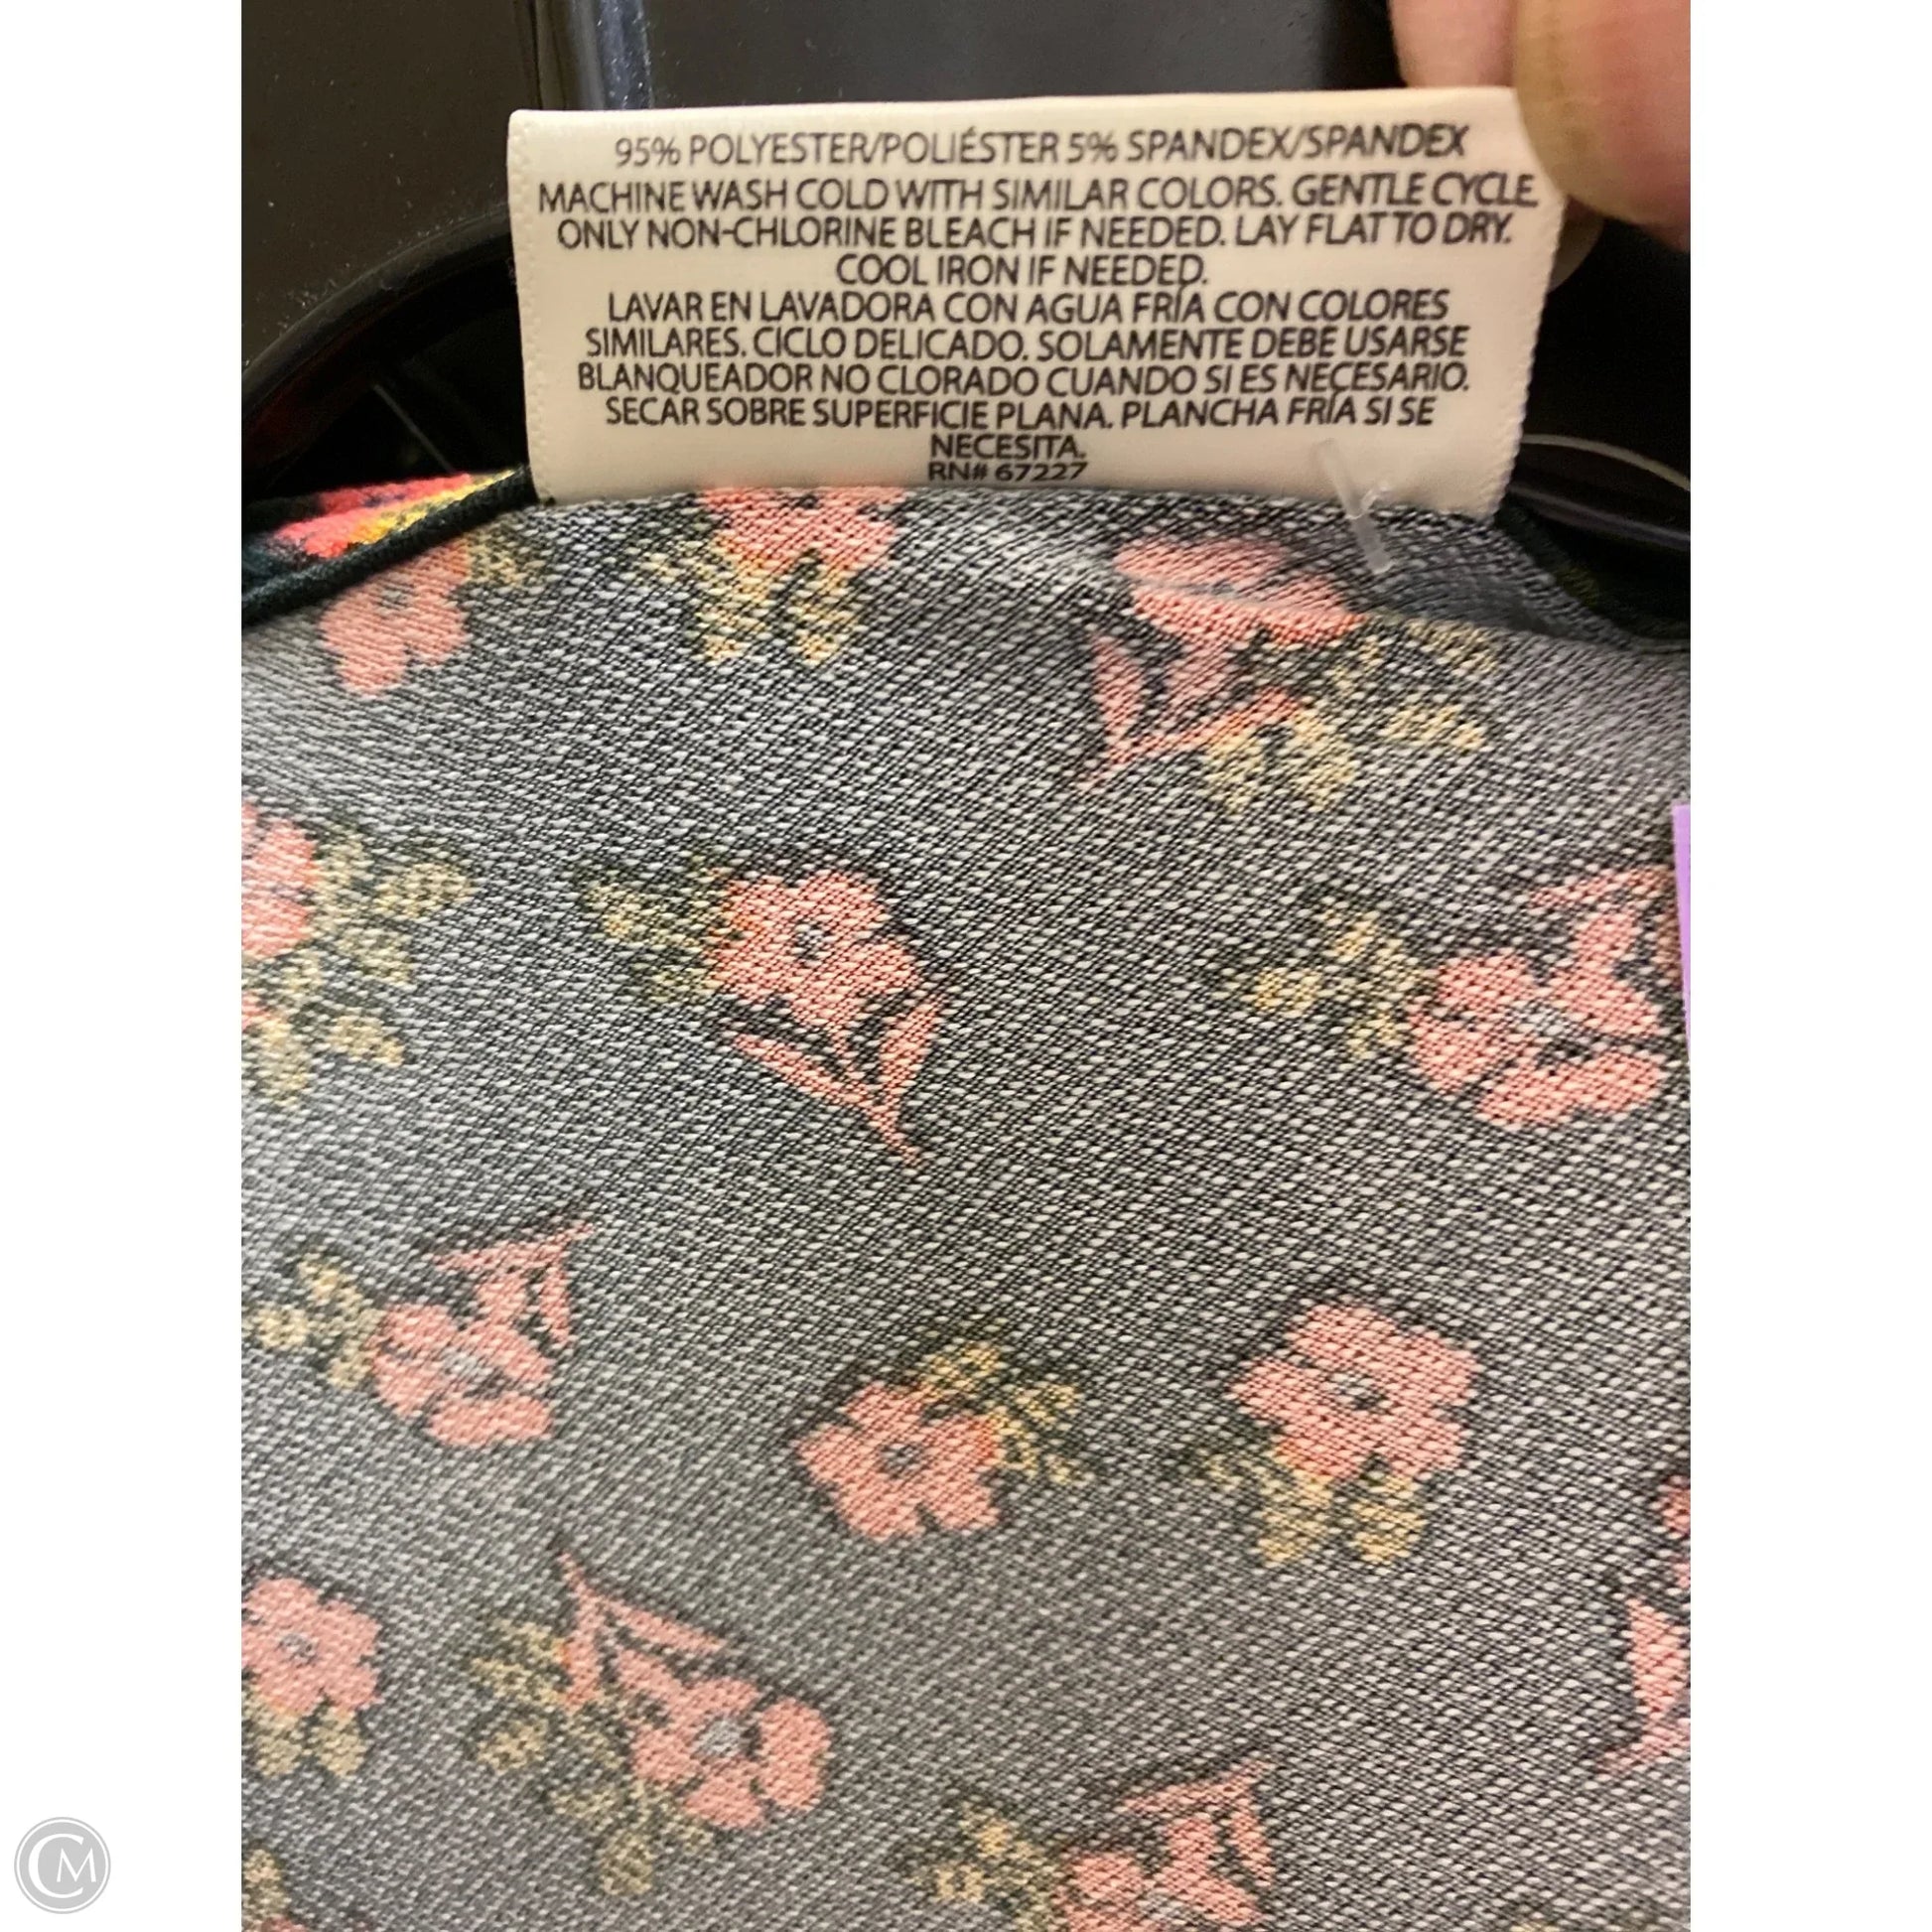 95% POLYESTER/POLIÉSTER 5% SPANDEX/SPANDEX
MACHINE WASH COLD WITH SIMILAR COLORS. GENTLE CYCLE.
ONLY NON-CHLORINE BLEACH IF NEEDED. LAY FLAT TO DRY.
COOL IRON IF NEEDED.
LAVAR EN LAVADORA CON AGUA FRÍA CON COLORES
SIMILARES. CICLO DELICADO. SOLAMENTE DEBE USARSE
BLANQUEADOR NO CLORADO CUANDO SI ES NECESARIO.
SECAR SOBRE SUPERFICIE PLANA. PLANCHA FRÍA SI SE
NECESITA.
RN# 67227
CM